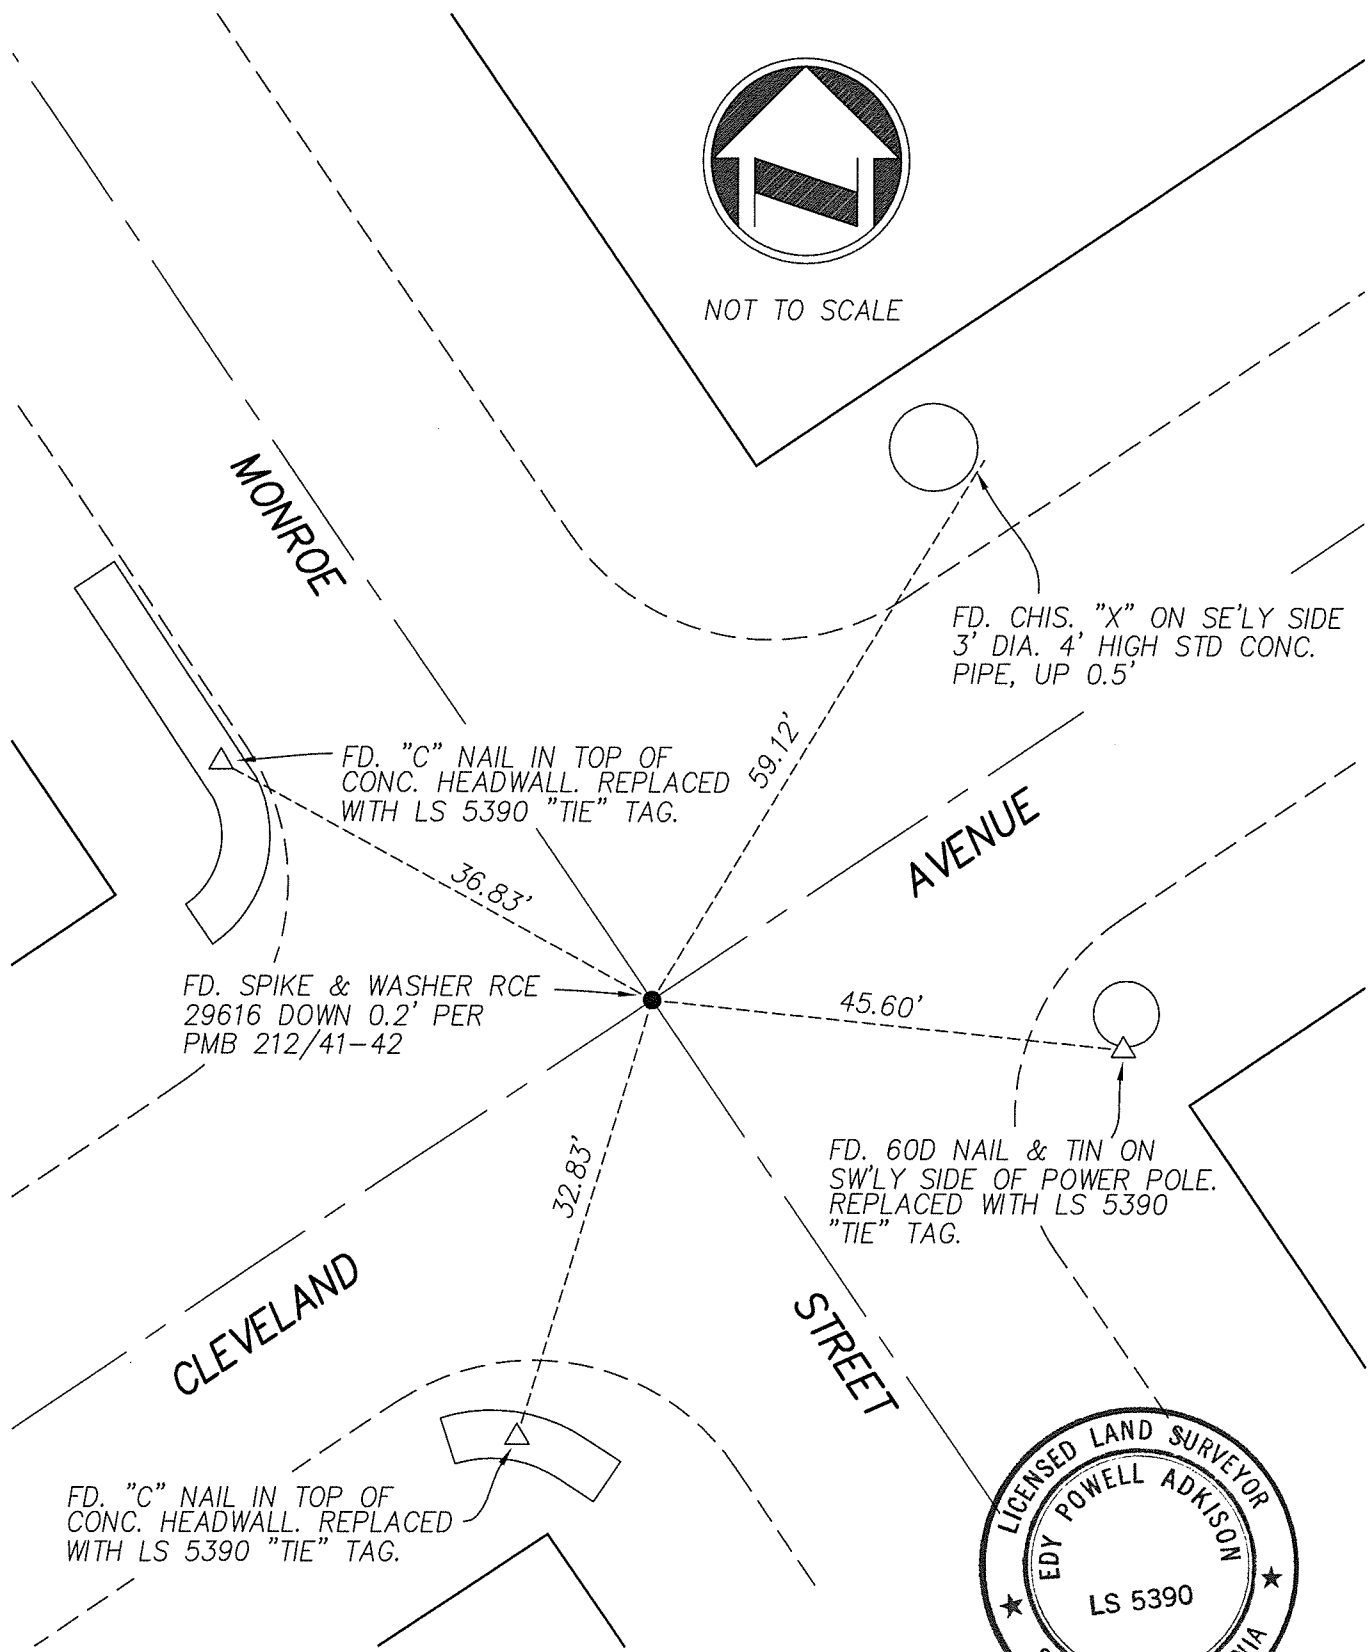 NOT TO SCALE
MONROE
FD. CHIS. "X" ON SE'LY SIDE
3' DIA. 4' HIGH STD CONC.
PIPE, UP 0.5'
59.12'
FD. "C" NAIL IN TOP OF
CONC. HEADWALL. REPLACED
WITH LS 5390 "TIE" TAG.
AVENUE
36.83'
FD. SPIKE & WASHER RCE
29616 DOWN 0.2' PER
PMB 212/41-42
45.60'
32.83'
FD. 60D NAIL & TIN ON
SW'LY SIDE OF POWER POLE.
REPLACED WITH LS 5390
"TIE" TAG.
CLEVELAND
STREET
FD. "C" NAIL IN TOP OF
CONC. HEADWALL. REPLACED
WITH LS 5390 "TIE" TAG.
LICENSED LAND SURVEYOR
EDY POWELL ADKISON
LS 5390